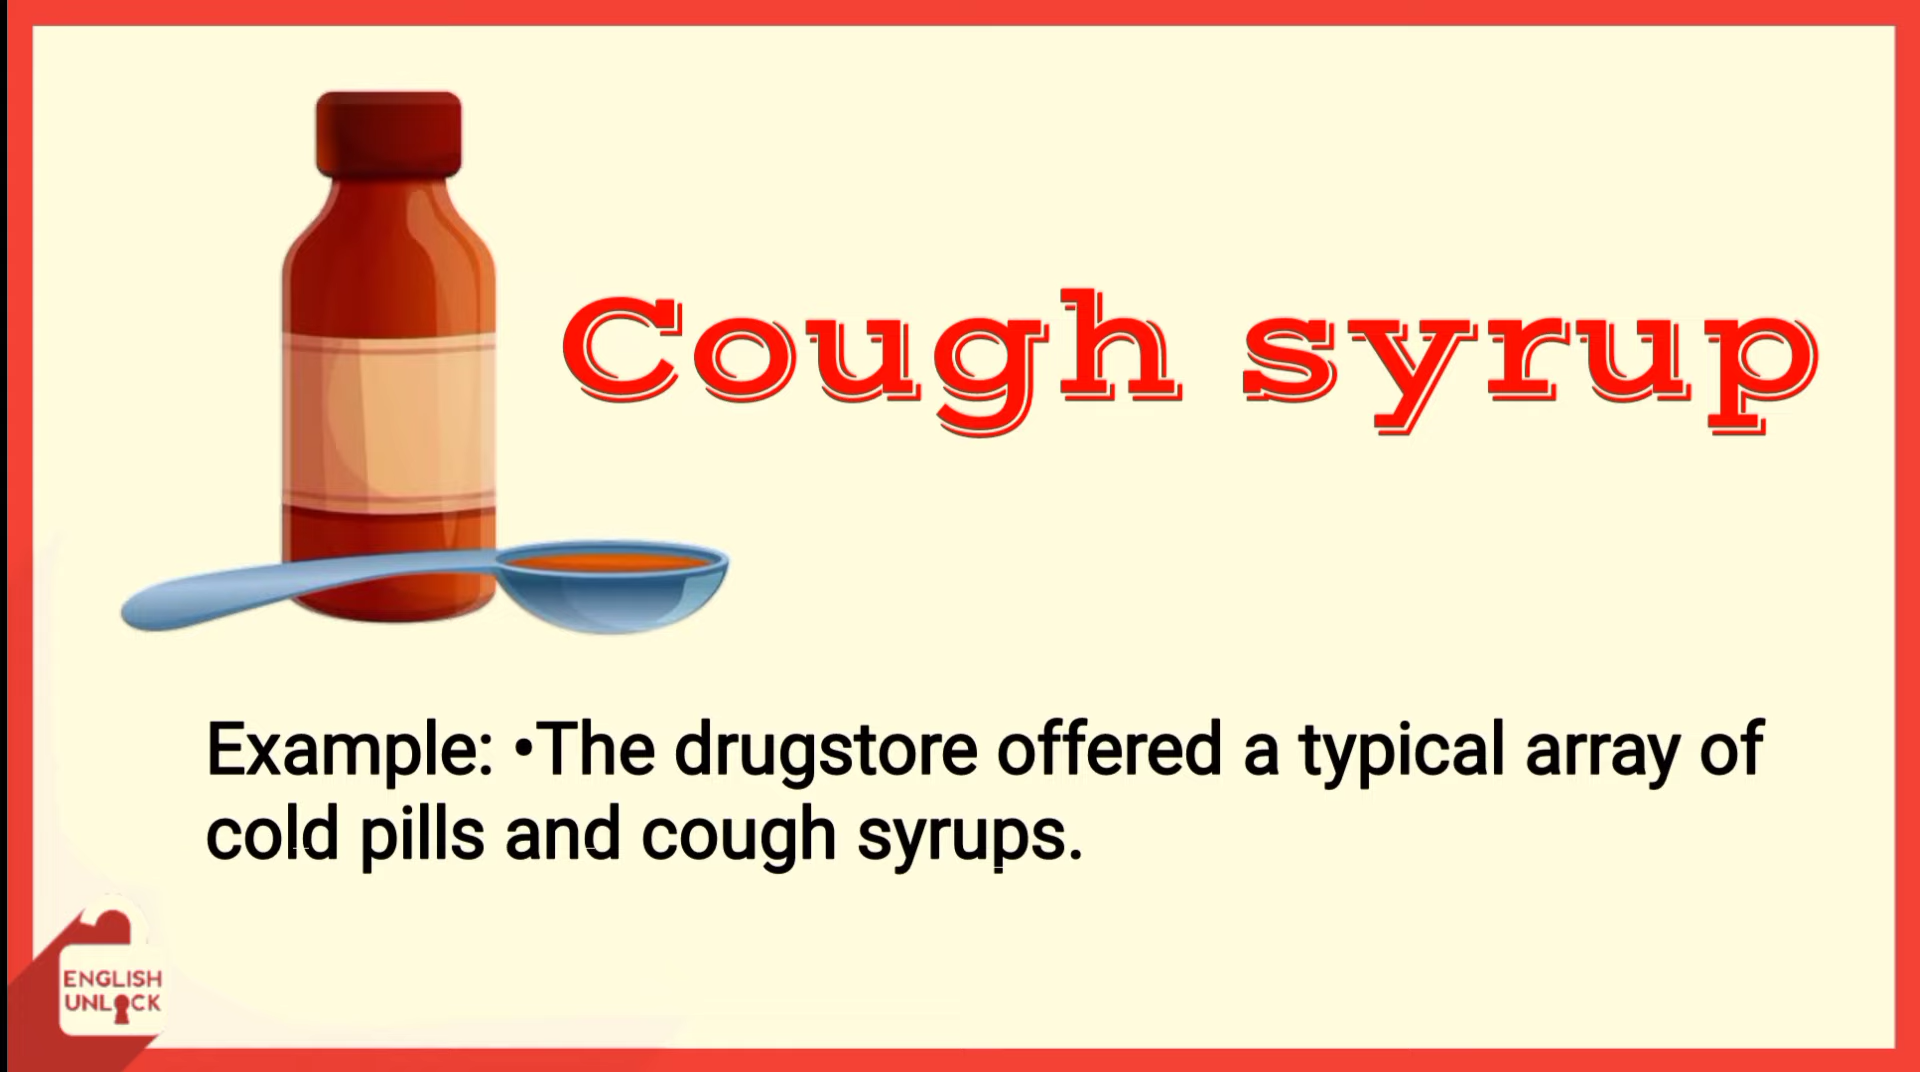 Cough syrup
Example: •The drugstore offered a typical array of
cold pills and cough syrups.
ENGLISH
UNLOCK